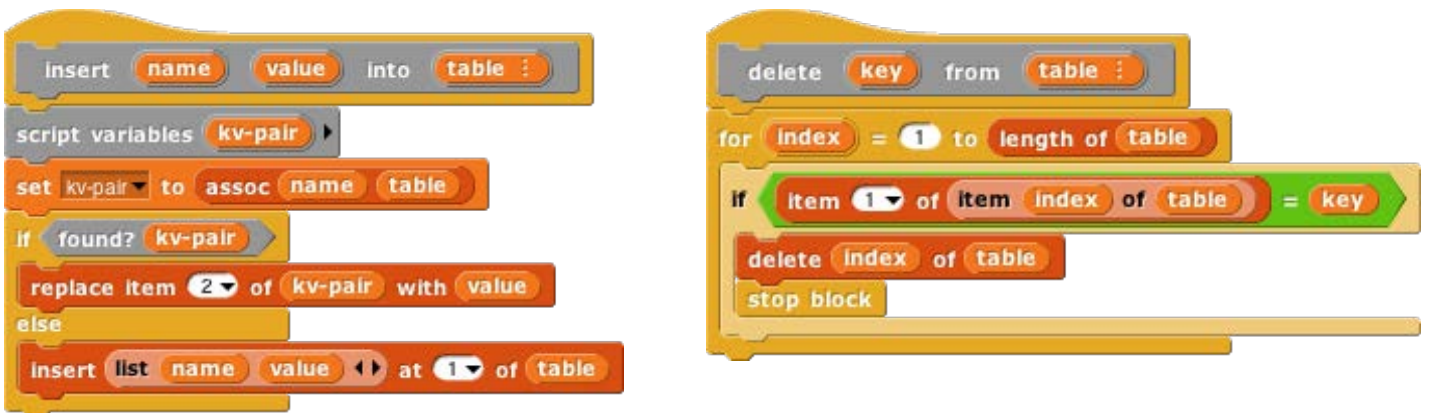 insert name value into table ⋮
script variables kv-pair
set kv-pair to assoc name table
if found? kv-pair
replace item 2 of kv-pair with value
else
insert list name value at 1 of table
delete key from table ⋮
for index = 1 to length of table
if item 1 of item index of table = key
delete index of table
stop block